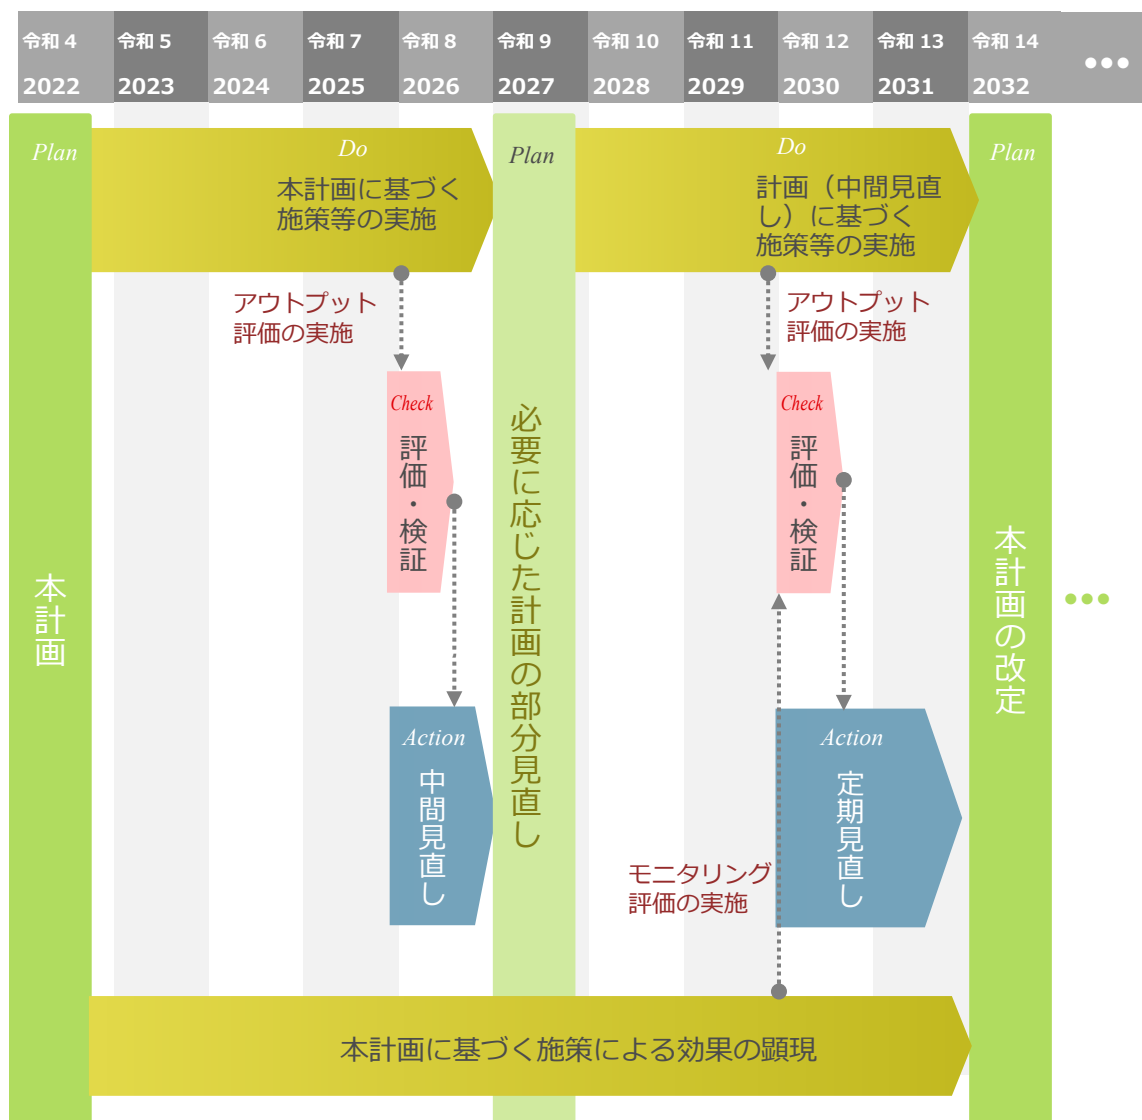 令和 4 令和 5 令和 6 令和 7 令和 8 令和 9 令和 10 令和 11 令和 12 令和 13 令和 14
2022 2023 2024 2025 2026 2027 2028 2029 2030 2031 2032
•••
Plan
本計画
Do
本計画に基づく
施策等の実施
アウトプット
評価の実施
Check
評価・検証
Action
中間見直し
Plan
必要に応じた計画の部分見直し
Do
計画（中間見直
し）に基づく
施策等の実施
アウトプット
評価の実施
Check
評価・検証
モニタリング
評価の実施
Action
定期見直し
Plan
本計画の改定
•••
本計画に基づく施策による効果の顕現